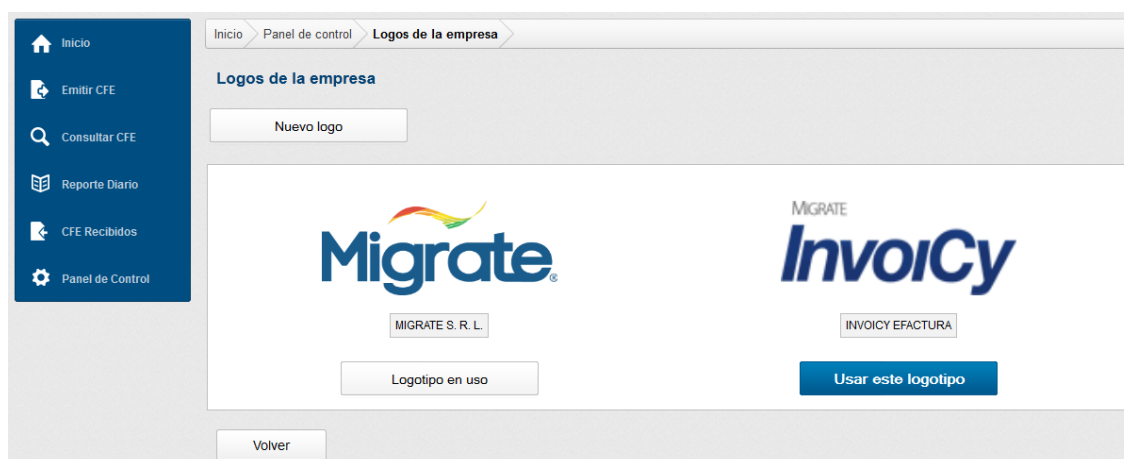 Inicio
Emitir CFE
Consultar CFE
Reporte Diario
CFE Recibidos
Panel de Control
Inicio Panel de control Logos de la empresa
Logos de la empresa
Nuevo logo
Migrate®
MIGRATE S. R. L.
Logotipo en uso
MIGRATE
InvoiCy
INVOICY EFACTURA
Usar este logotipo
Volver